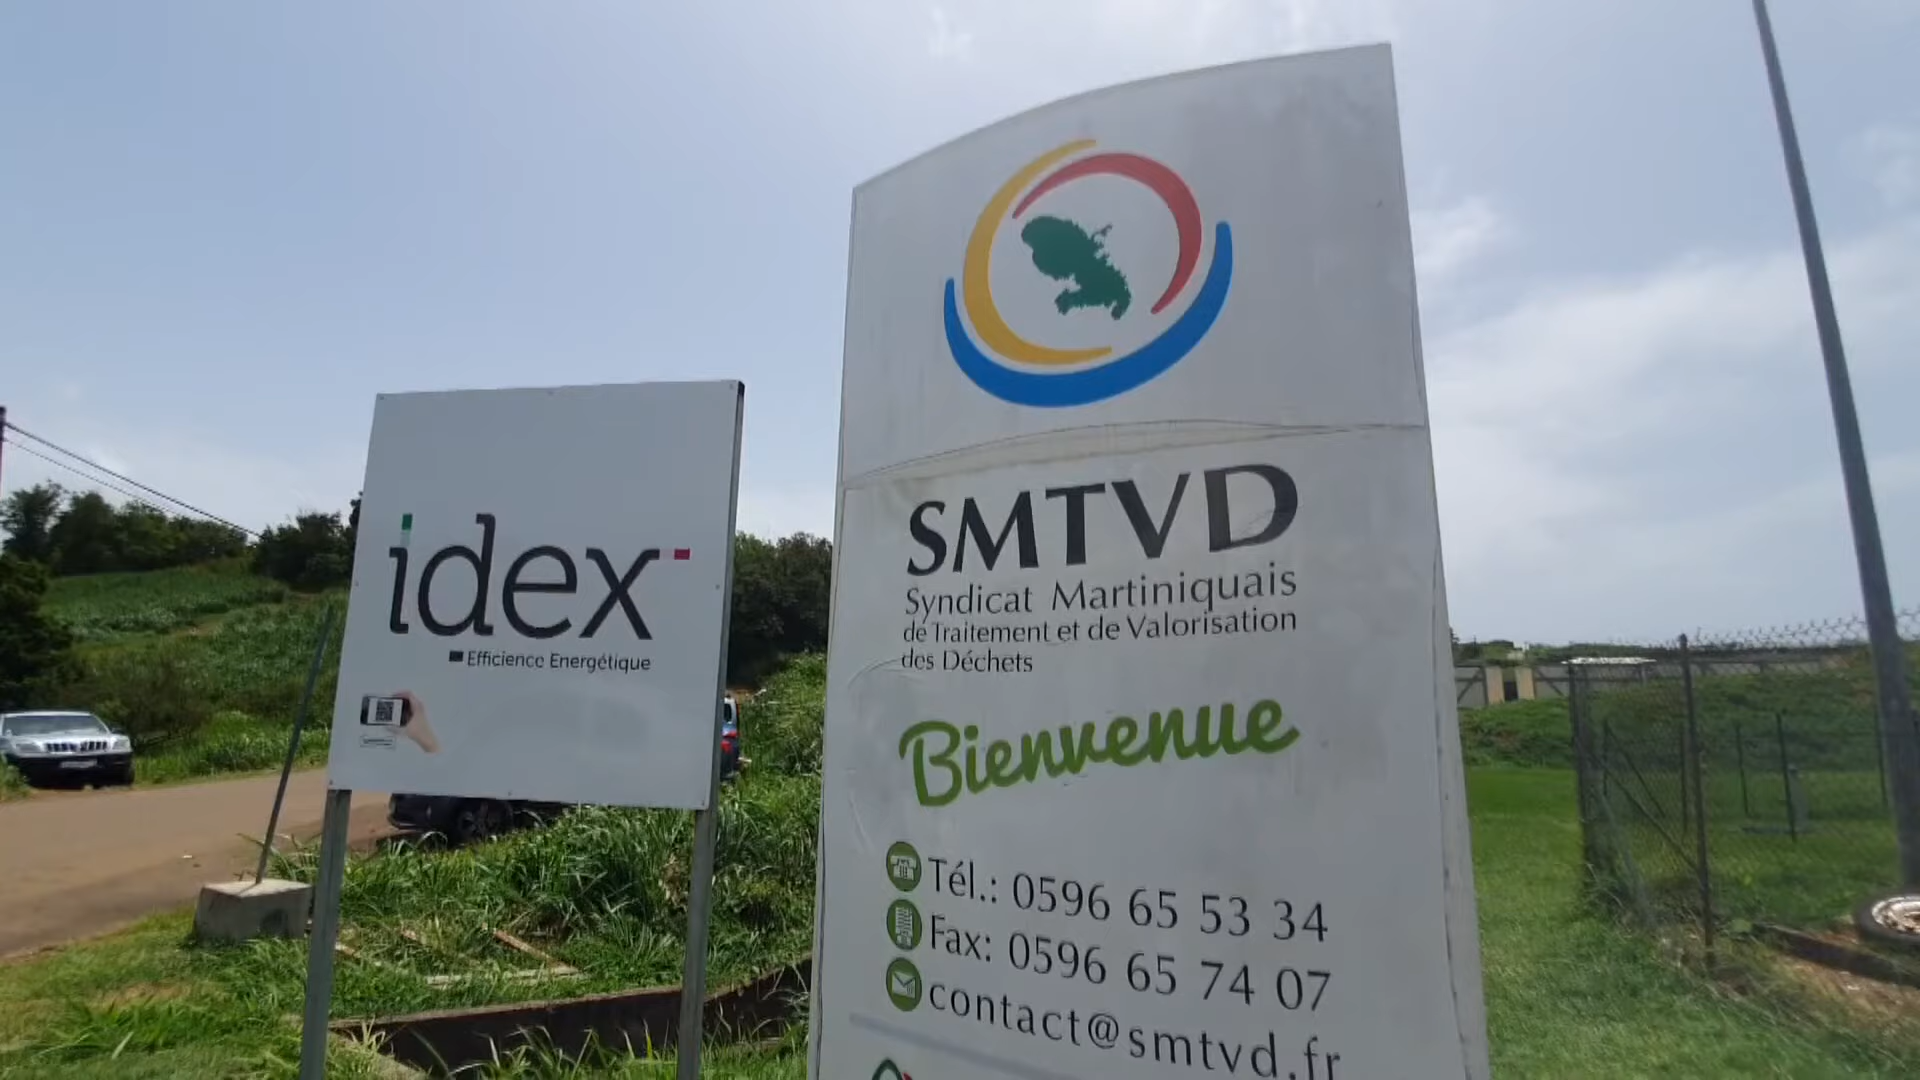 idex
Efficience Energétique
SMTVD
Syndicat Martiniquais
de Traitement et de Valorisation
des Déchets
Bienvenue
Tél.: 0596 65 53 34
Fax: 0596 65 74 07
contact@smtvd.fr